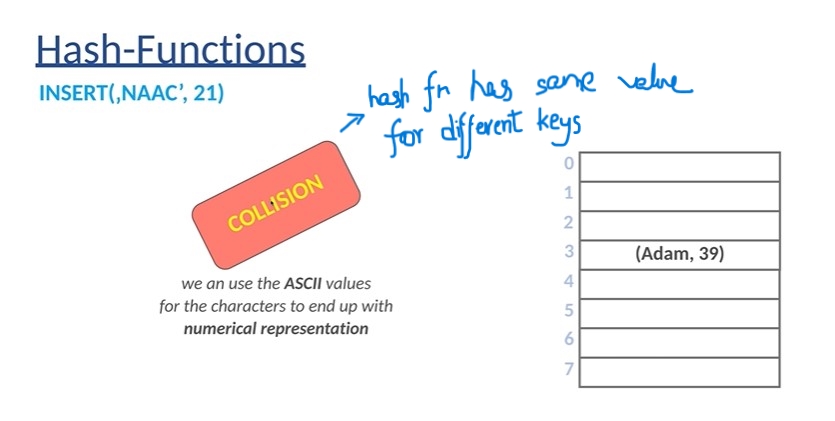 Hash-Functions
INSERT(‚NAAC’, 21)
hash fn has same value
for different keys
COLLISION
we an use the ASCII values
for the characters to end up with
numerical representation
0
1
2
3 (Adam, 39)
4
5
6
7